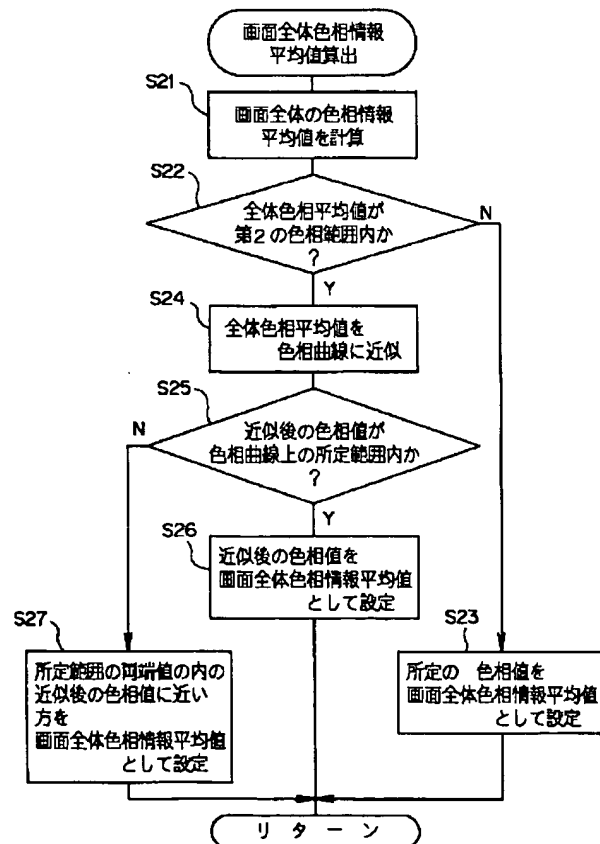 画面全体色相情報
平均値算出
S21
画面全体の色相情報
平均値を計算
S22
全体色相平均値が
第2の色相範囲内か
?
N
Y
S24
全体色相平均値を
色相曲線に近似
S25
近似後の色相値が
色相曲線上の所定範囲内か
?
N
Y
S26
近似後の色相値を
画面全体色相情報平均値
として設定
S27
所定範囲の両端値の内の
近似後の色相値に近い
方を
画面全体色相情報平均値
として設定
S23
所定の 色相値を
画面全体色相情報平均値
として設定
リターン